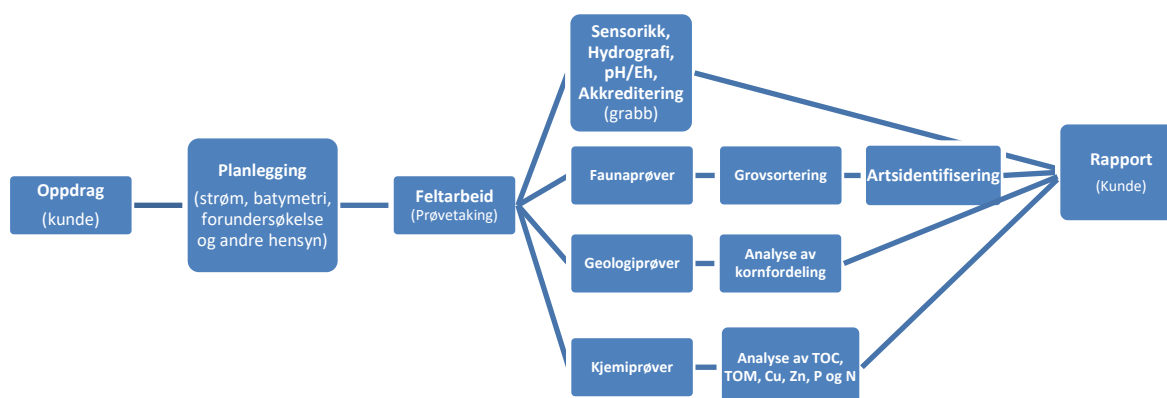 Oppdrag
(kunde)
Planlegging
(strøm, batymetri,
forundersøkelse
og andre hensyn)
Feltarbeid
(Prøvetaking)
Sensorikk,
Hydrografi,
pH/Eh,
Akkreditering
(grabb)
Faunaprøver
Grovsortering
Artsidentifisering
Geologiprøver
Analyse av
kornfordeling
Kjemiprøver
Analyse av TOC,
TOM, Cu, Zn, P og N
Rapport
(Kunde)